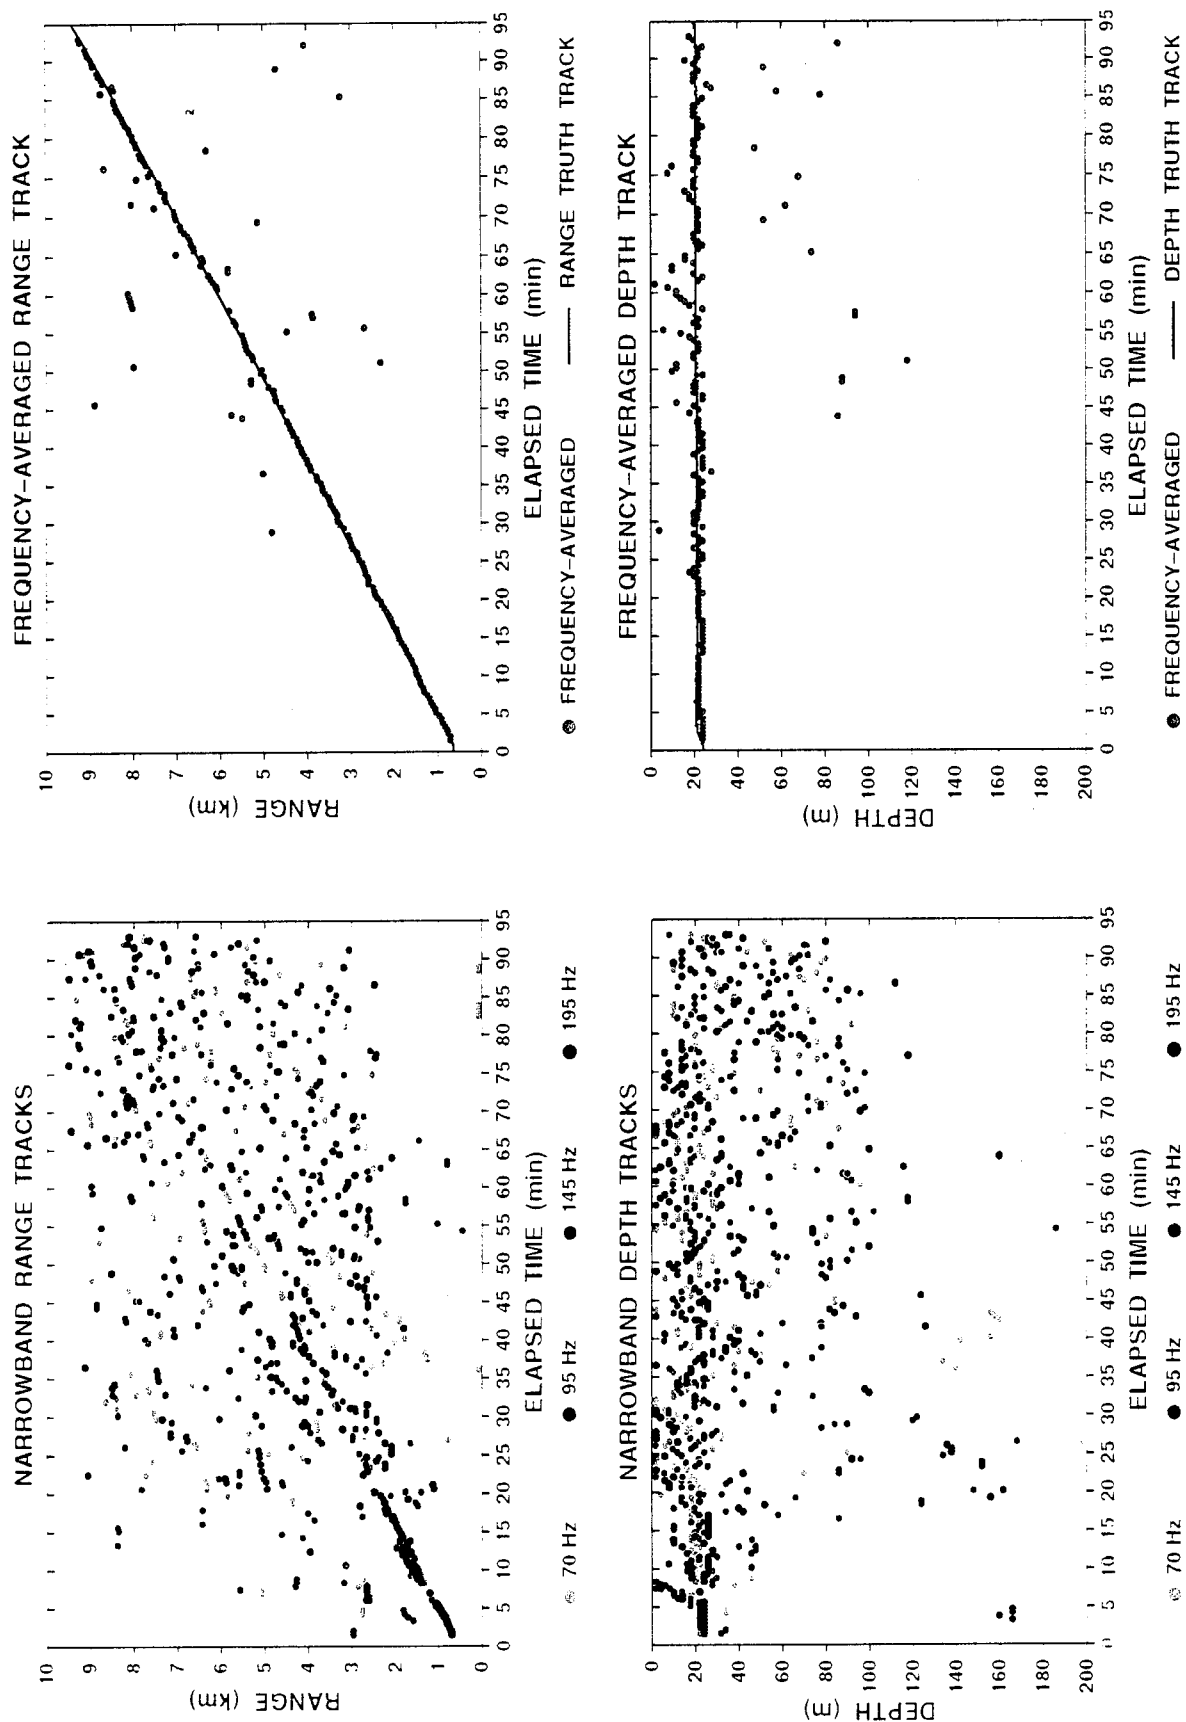 NARROWBAND RANGE TRACKS
10
9
8
7
6
5
4
3
2
1
0
RANGE (km)
0 5 10 15 20 25 30 35 40 45 50 55 60 65 70 75 80 85 90 95
ELAPSED TIME (min)
70 Hz 95 Hz 145 Hz 195 Hz
FREQUENCY-AVERAGED RANGE TRACK
10
9
8
7
6
5
4
3
2
1
0
RANGE (km)
0 5 10 15 20 25 30 35 40 45 50 55 60 65 70 75 80 85 90 95
ELAPSED TIME (min)
FREQUENCY-AVERAGED RANGE TRUTH TRACK
NARROWBAND DEPTH TRACKS
0
20
40
60
80
100
120
140
160
180
200
DEPTH (m)
0 5 10 15 20 25 30 35 40 45 50 55 60 65 70 75 80 85 90 95
ELAPSED TIME (min)
70 Hz 95 Hz 145 Hz 195 Hz
FREQUENCY-AVERAGED DEPTH TRACK
0
20
40
60
80
100
120
140
160
180
200
DEPTH (m)
0 5 10 15 20 25 30 35 40 45 50 55 60 65 70 75 80 85 90 95
ELAPSED TIME (min)
FREQUENCY-AVERAGED DEPTH TRUTH TRACK